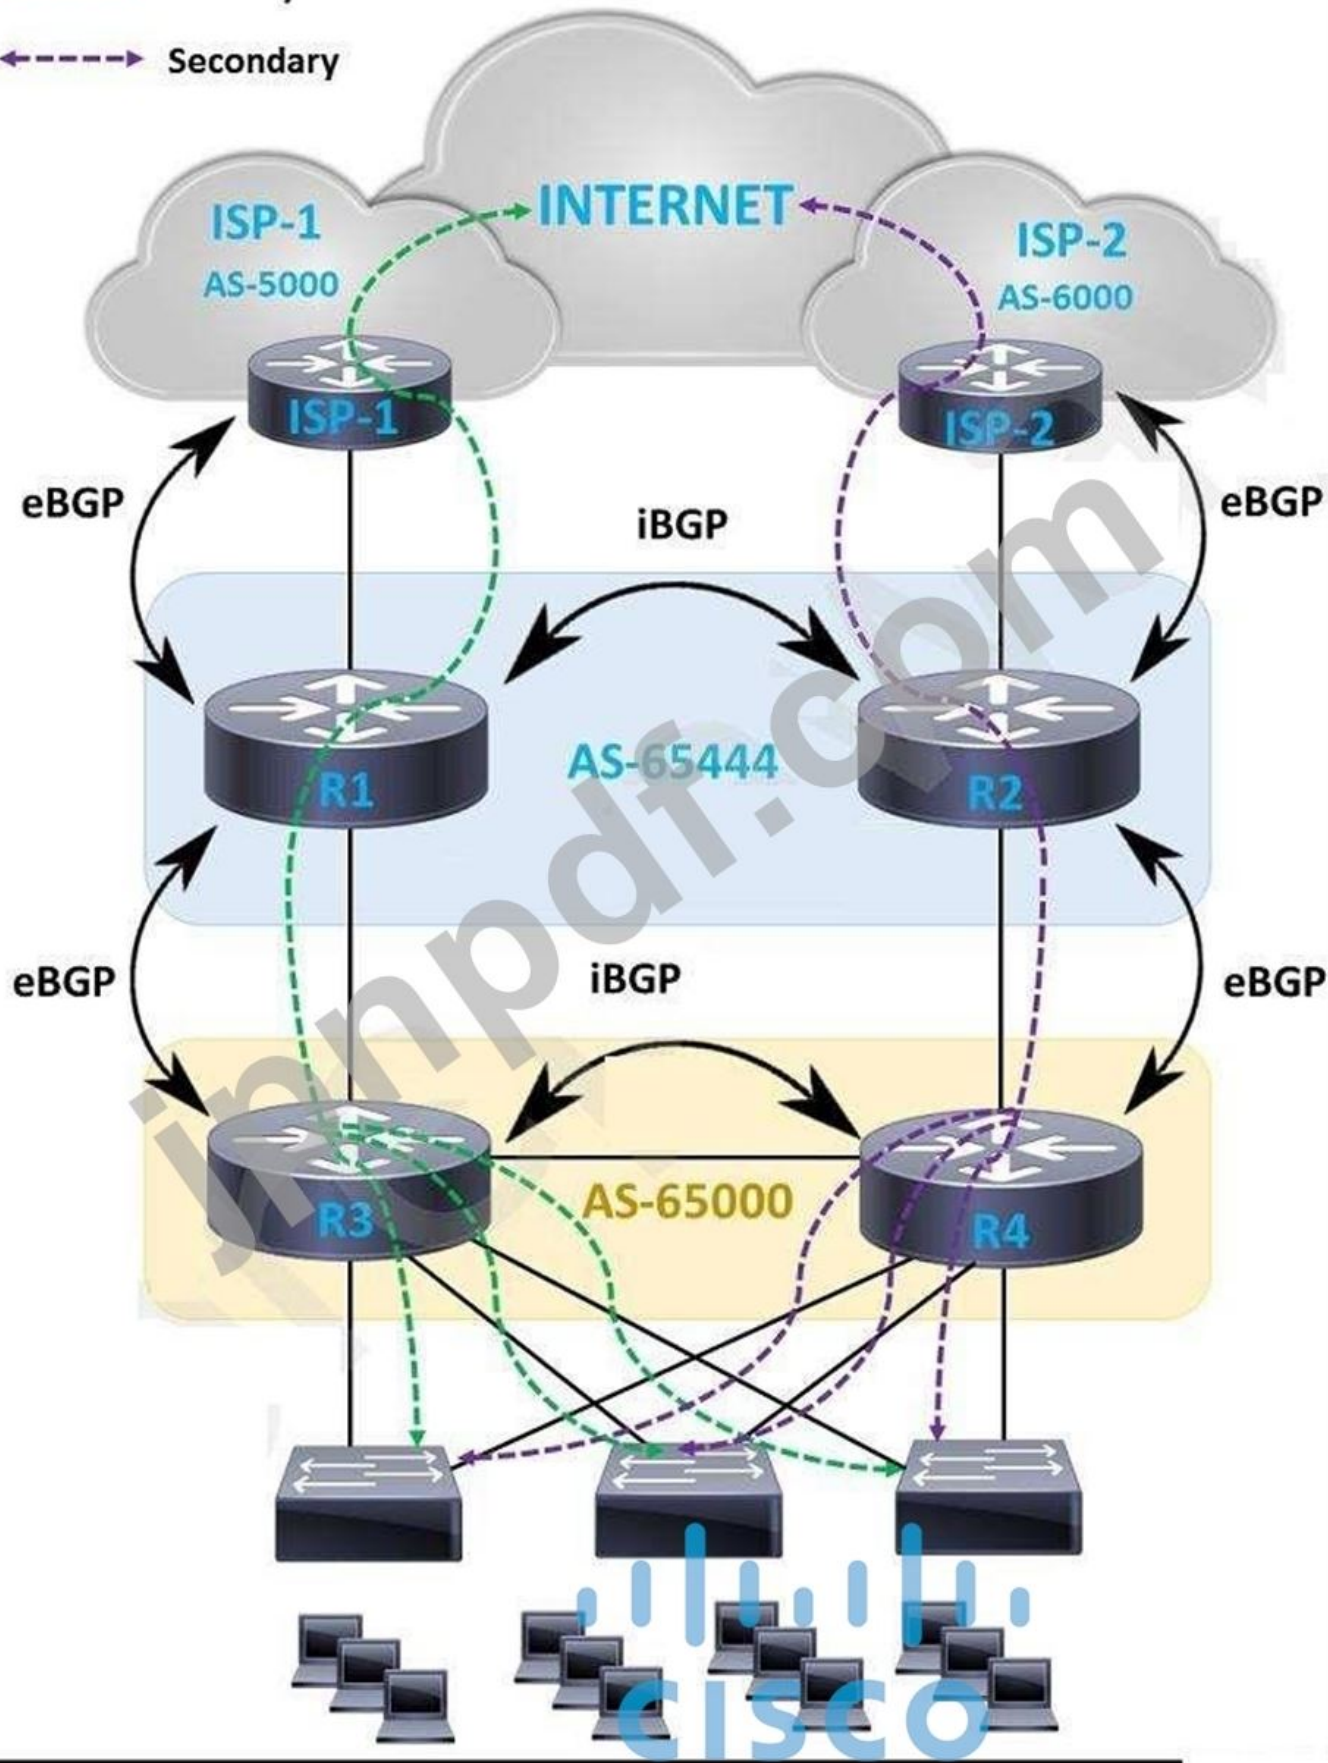 Secondary
INTERNET
ISP-1
AS-5000
ISP-2
AS-6000
ISP-1
ISP-2
eBGP
iBGP
eBGP
R1
AS-65444
R2
eBGP
iBGP
eBGP
R3
AS-65000
R4
jpnpdf.com
CISCO